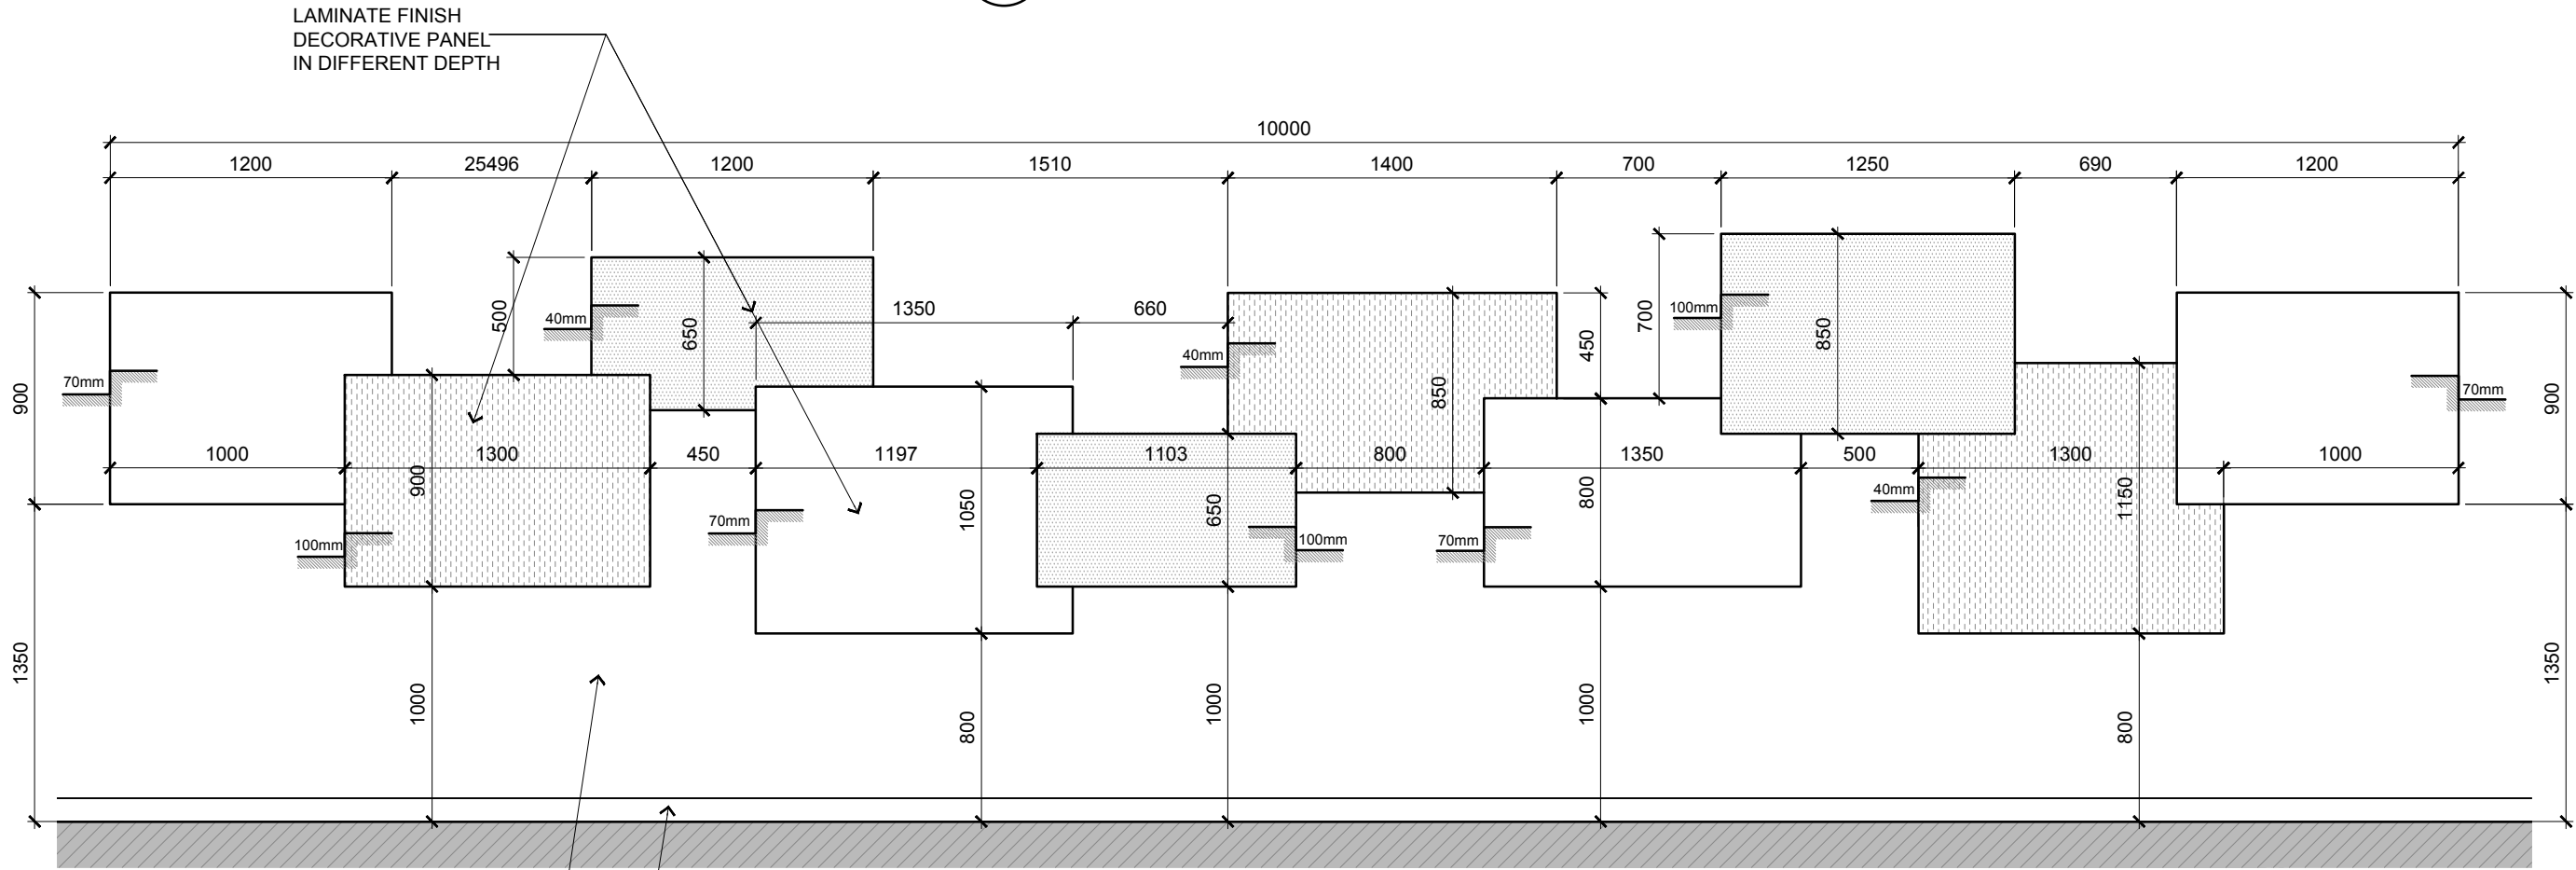 LAMINATE FINISH
DECORATIVE PANEL
IN DIFFERENT DEPTH
10000
1200 25496 1200 1510 1400 700 1250 690 1200
500 40mm 650 1350 660 40mm 850 450 700 100mm 850
900 70mm 70mm 900
1000 1300 900 450 1197 1103 800 1350 500 1300 1000
100mm 70mm 1050 650 100mm 70mm 800 40mm 1150
1350 1000 800 1000 1000 800 1350